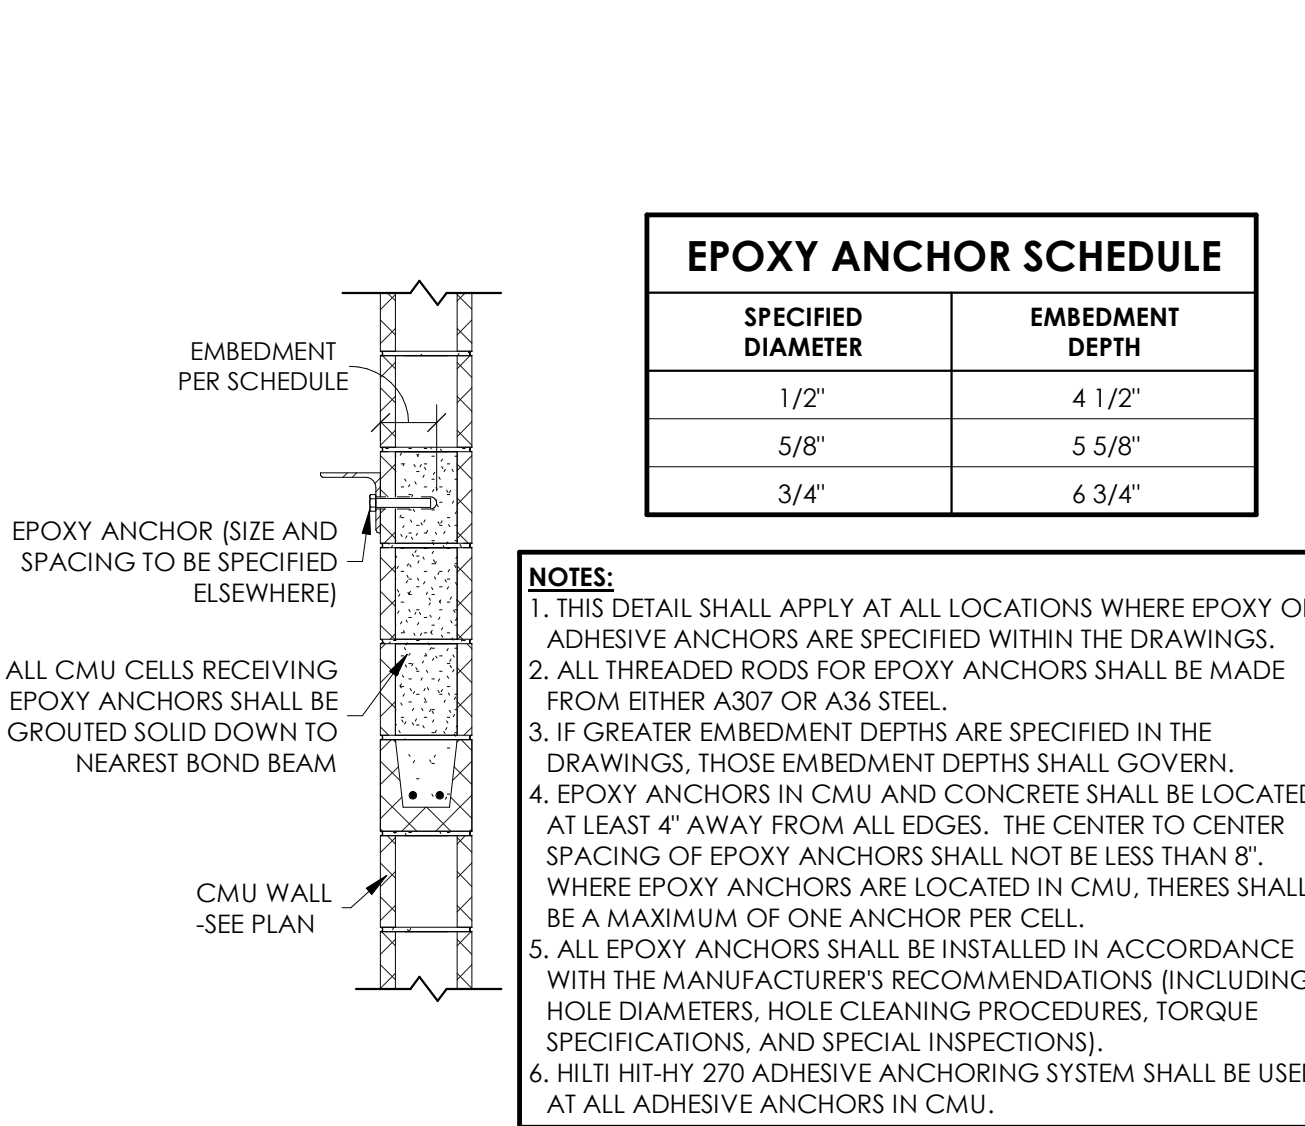 EPOXY ANCHOR SCHEDULE
SPECIFIED DIAMETER
EMBEDMENT DEPTH
1/2" 4 1/2"
5/8" 5 5/8"
3/4" 6 3/4"
EMBEDMENT
PER SCHEDULE
EPOXY ANCHOR (SIZE AND
SPACING TO BE SPECIFIED
ELSEWHERE)
ALL CMU CELLS RECEIVING
EPOXY ANCHORS SHALL BE
GROUTED SOLID DOWN TO
NEAREST BOND BEAM
CMU WALL
-SEE PLAN
NOTES:
1. THIS DETAIL SHALL APPLY AT ALL LOCATIONS WHERE EPOXY
ADHESIVE ANCHORS ARE SPECIFIED WITHIN THE DRAWINGS.
2. ALL THREADED RODS FOR EPOXY ANCHORS SHALL BE MADE
FROM EITHER A307 OR A36 STEEL.
3. IF GREATER EMBEDMENT DEPTHS ARE SPECIFIED IN THE
DRAWINGS, THOSE EMBEDMENT DEPTHS SHALL GOVERN.
4. EPOXY ANCHORS IN CMU AND CONCRETE SHALL BE LOCATED
AT LEAST 4" AWAY FROM ALL EDGES. THE CENTER TO CENTER
SPACING OF EPOXY ANCHORS SHALL NOT BE LESS THAN 8".
WHERE EPOXY ANCHORS ARE LOCATED IN CMU, THERES SHALL
BE A MAXIMUM OF ONE ANCHOR PER CELL.
5. ALL EPOXY ANCHORS SHALL BE INSTALLED IN ACCORDANCE
WITH THE MANUFACTURER'S RECOMMENDATIONS (INCLUDING
HOLE DIAMETERS, HOLE CLEANING PROCEDURES, TORQUE
SPECIFICATIONS, AND SPECIAL INSPECTIONS).
6. HILTI HIT-HY 270 ADHESIVE ANCHORING SYSTEM SHALL BE USED
AT ALL ADHESIVE ANCHORS IN CMU.